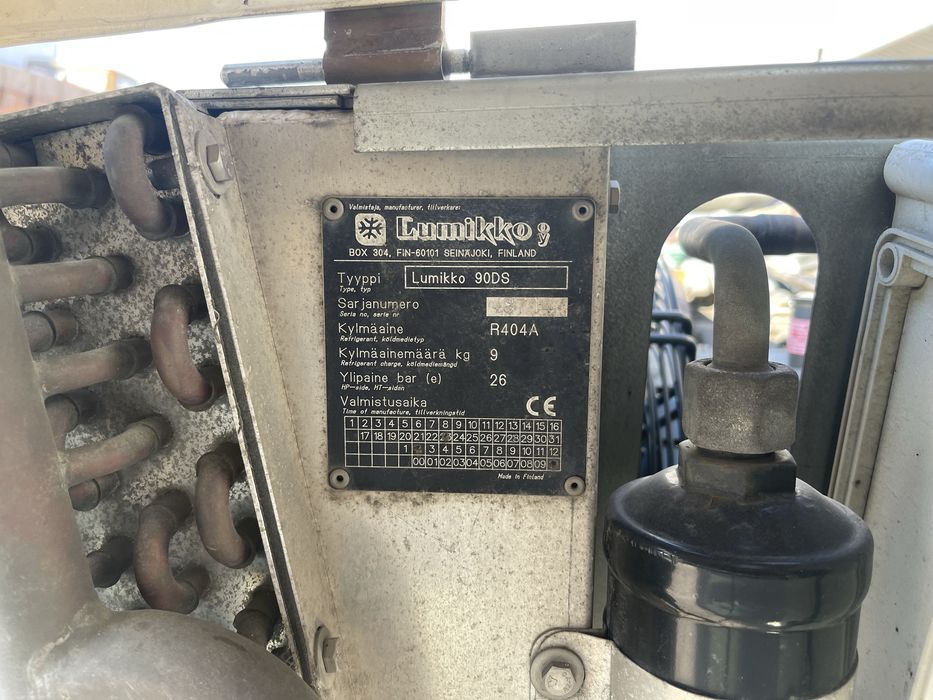 Valmistaja, manufacturer, tillverkare:
Lumikko oy
BOX 304, FIN-60101 SEINÄJOKI, FINLAND
Tyyppi Lumikko 90DS
Type, typ
Sarjanumero
Serie no, serie nr
Kylmäaine R404A
Refrigerant, köldmedietyp
Kylmäainemäärä kg 9
Refrigerant charge, köldmediemängd
Ylipaine bar (e) 26
HP-side, HT-sidan
Valmistusaika CE
Time of manufacture, tillverkningstid
1 2 3 4 5 6 7 8 9 10 11 12 13 14 15 16
17 18 19 20 21 22 23 24 25 26 27 28 29 30 31
1 3 4 5 6 7 8 9 10 11 12
00 01 02 03 04 05 06 07 08 09
Made in Finland